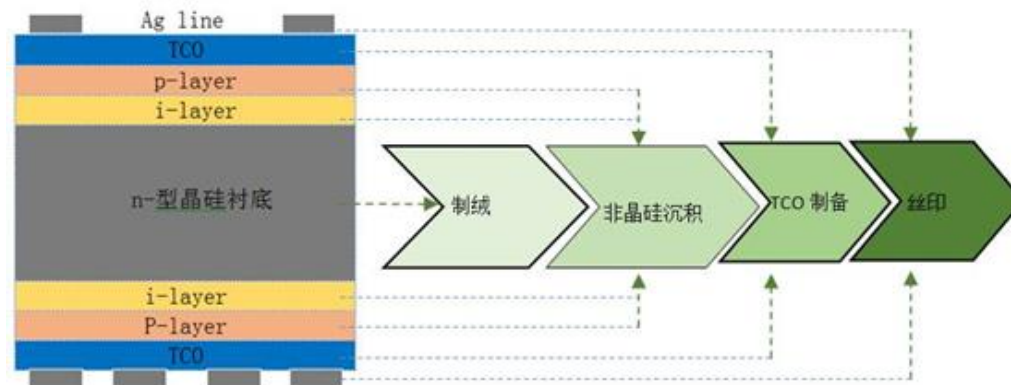 Ag line
TCO
p-layer
i-layer
n-型晶硅衬底
i-layer
P-layer
TCO
制绒
非晶硅沉积
TCO 制备
丝印